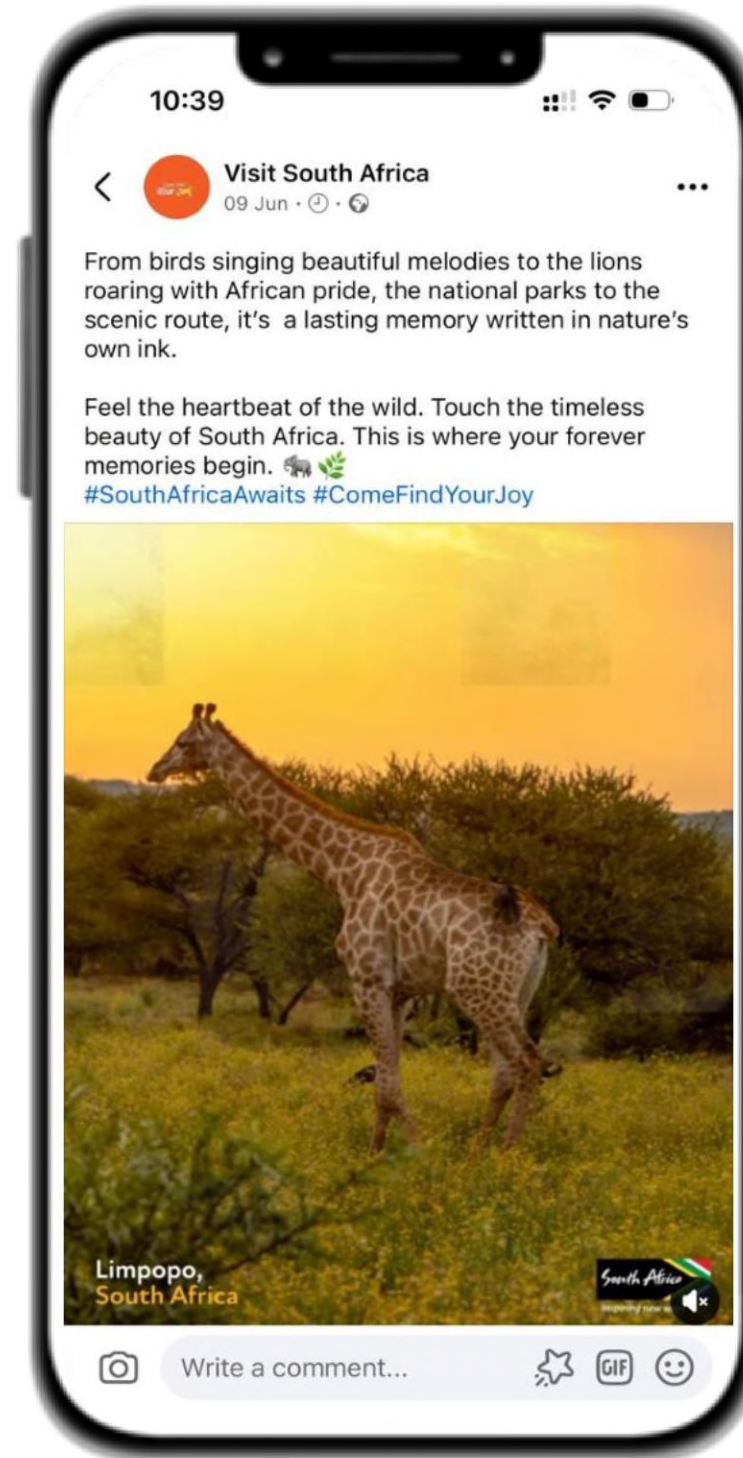 10:39
Visit South Africa
09 Jun
From birds singing beautiful melodies to the lions
roaring with African pride, the national parks to the
scenic route, it's  a lasting memory written in nature's
own ink.
Feel the heartbeat of the wild. Touch the timeless
beauty of South Africa. This is where your forever
memories begin.
#SouthAfricaAwaits #ComeFindYourJoy
Limpopo,
South Africa
South Africa
Inspiring new
Write a comment...
GIF